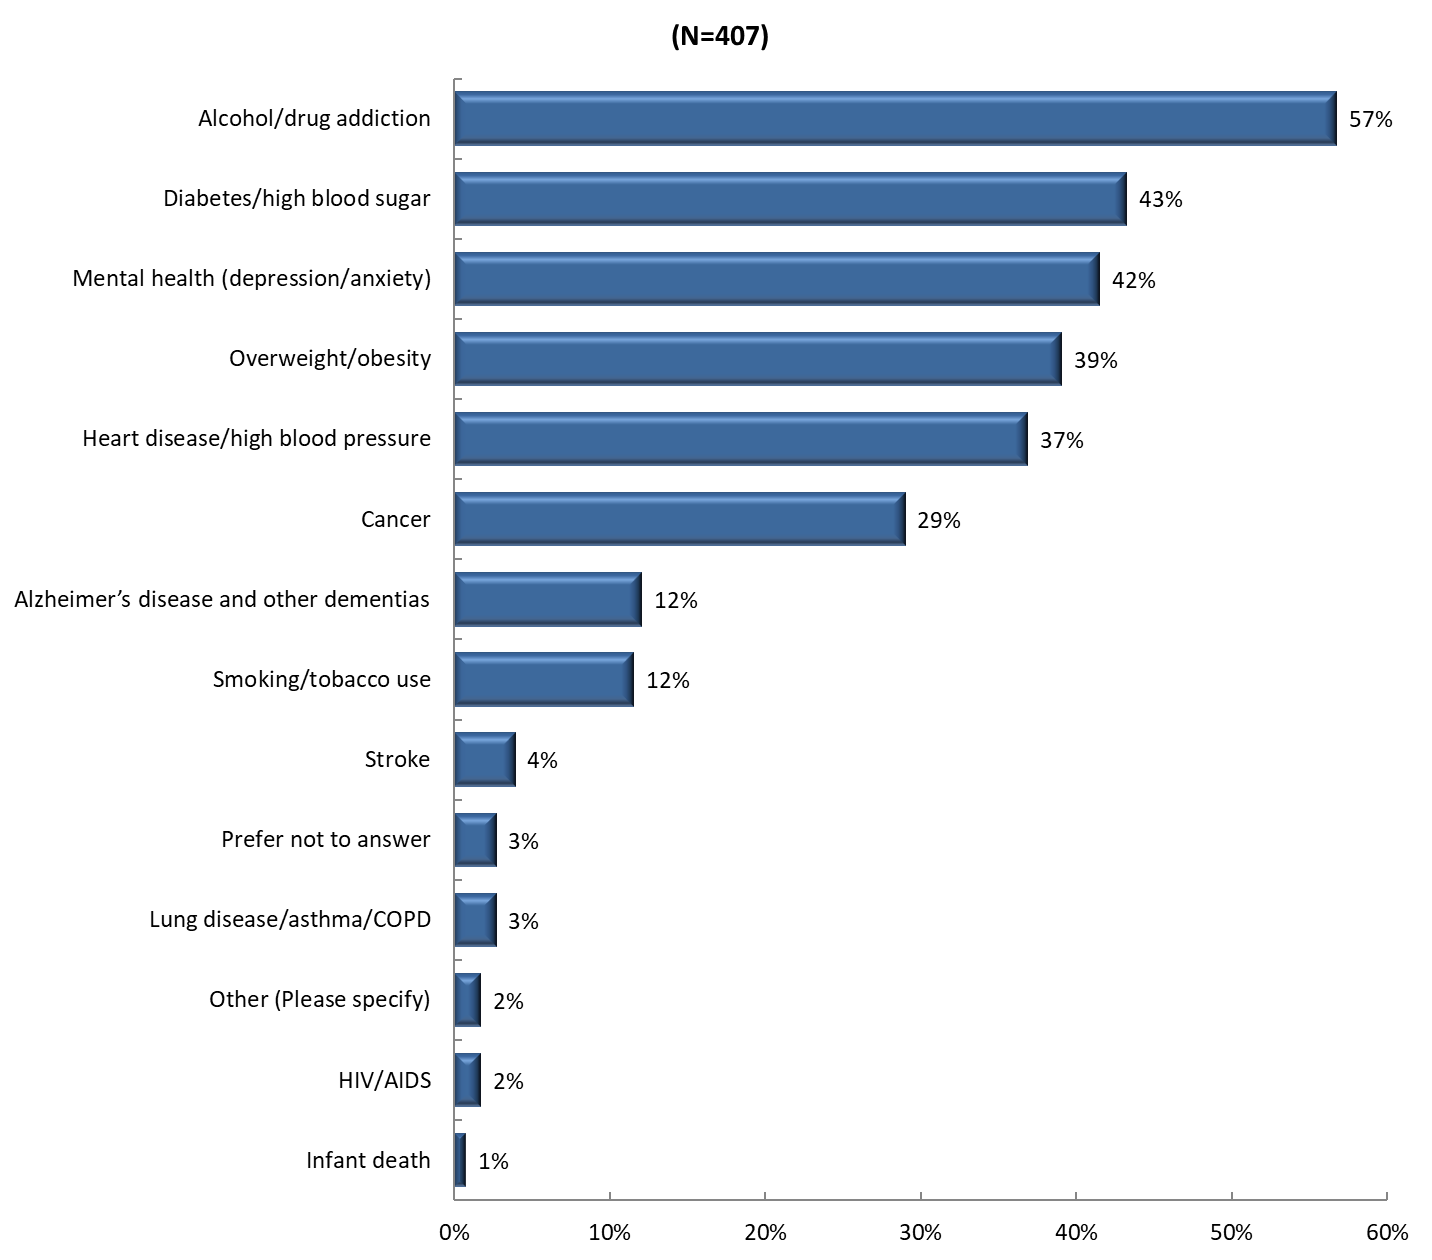 (N=407)
Alcohol/drug addiction 57%
Diabetes/high blood sugar 43%
Mental health (depression/anxiety) 42%
Overweight/obesity 39%
Heart disease/high blood pressure 37%
Cancer 29%
Alzheimer’s disease and other dementias 12%
Smoking/tobacco use 12%
Stroke 4%
Prefer not to answer 3%
Lung disease/asthma/COPD 3%
Other (Please specify) 2%
HIV/AIDS 2%
Infant death 1%
0% 10% 20% 30% 40% 50% 60%